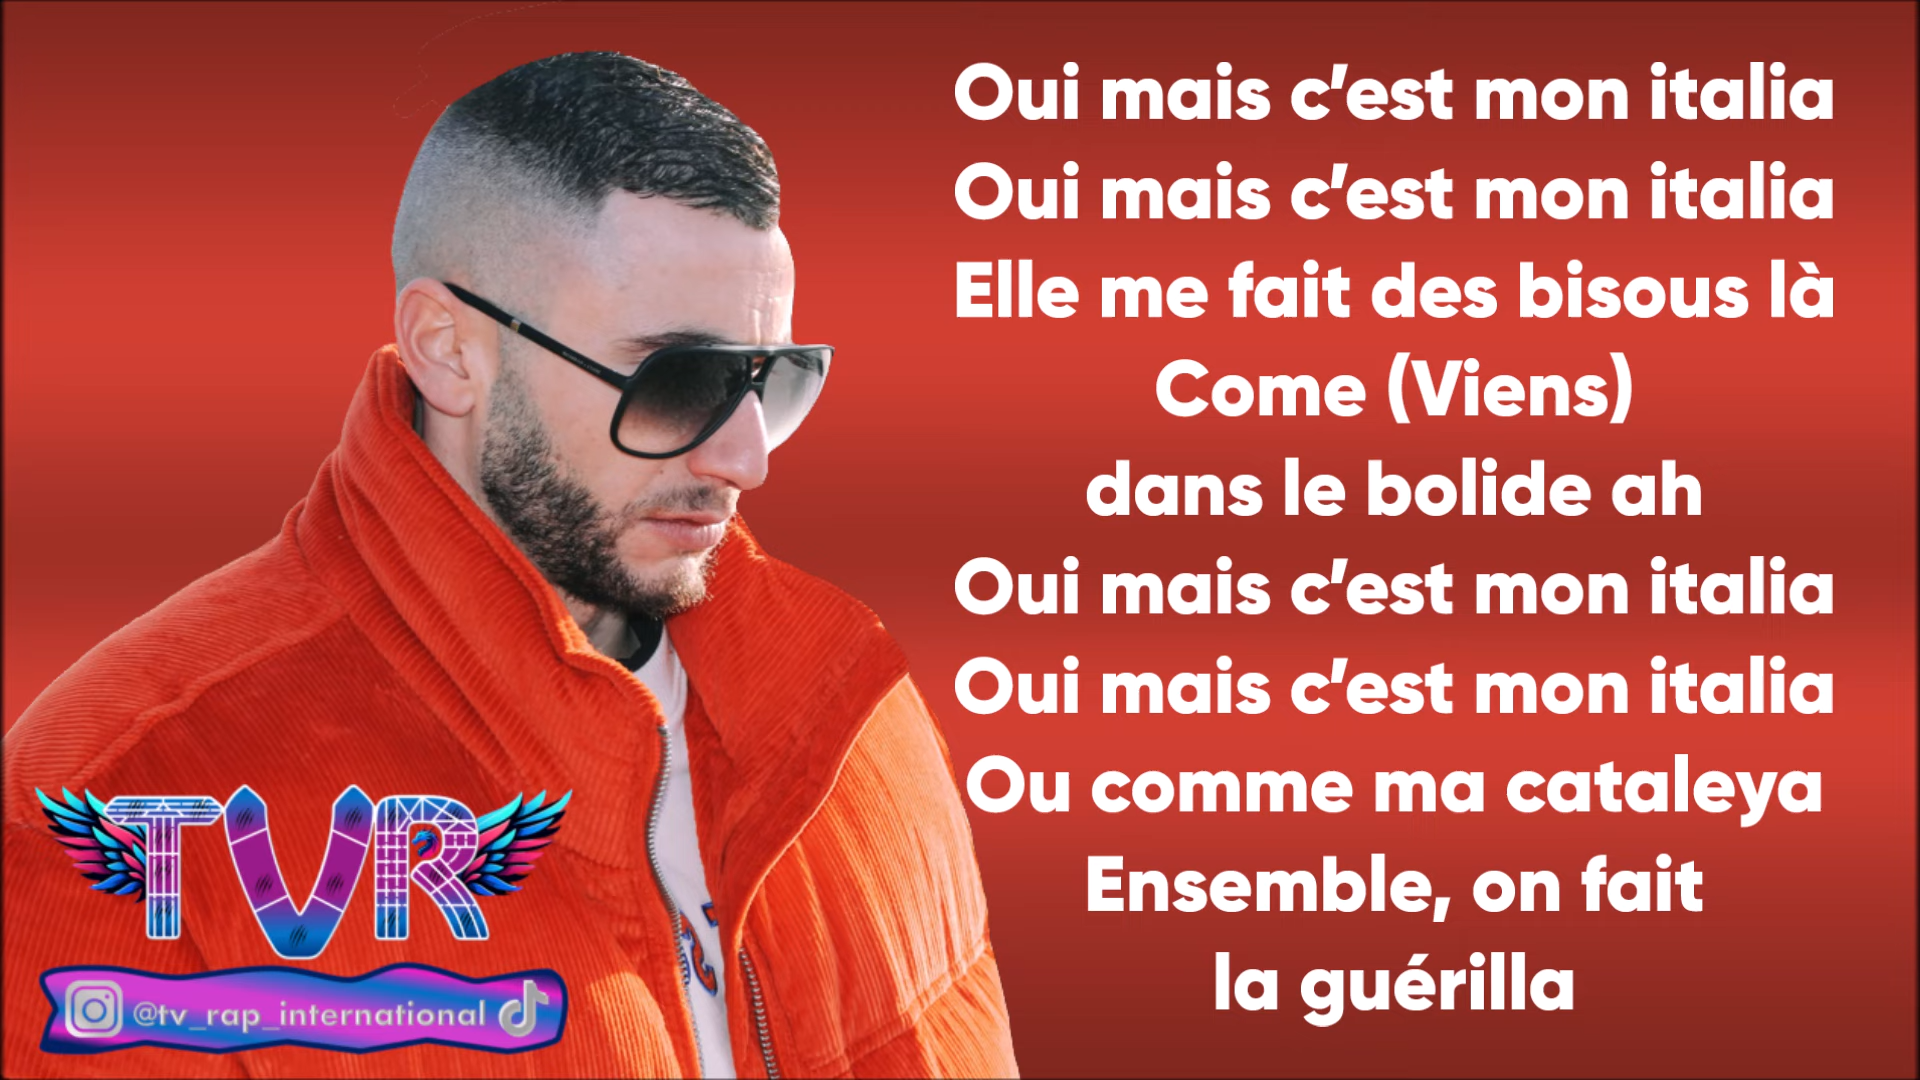 Oui mais c’est mon italia
Oui mais c’est mon italia
Elle me fait des bisous là
Come (Viens)
dans le bolide ah
Oui mais c’est mon italia
Oui mais c’est mon italia
Ou comme ma cataleya
Ensemble, on fait
la guérilla
TVR
@tv_rap_international